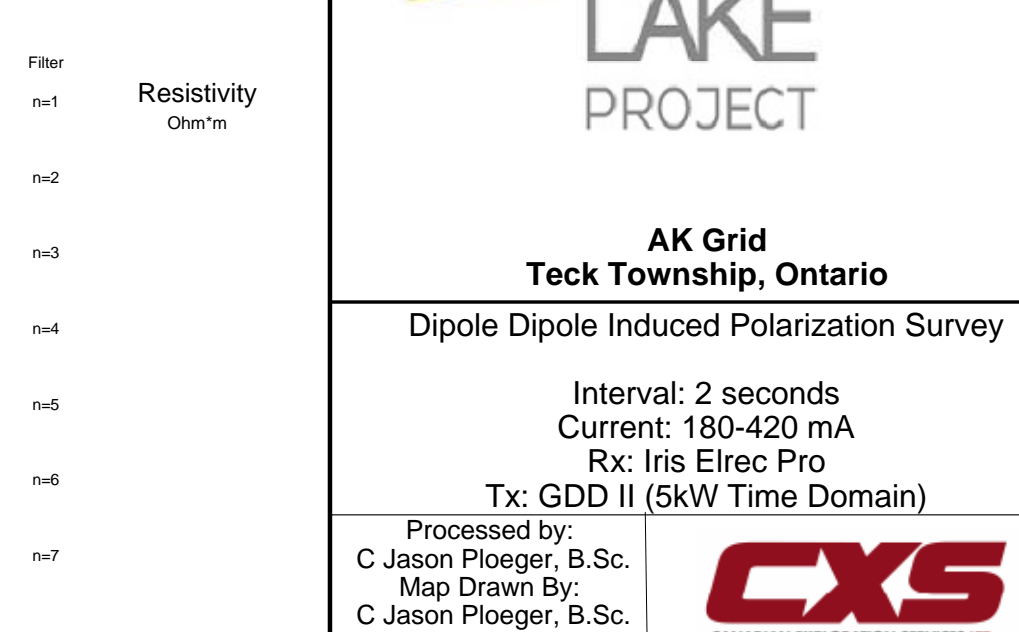 Filter
n=1
Resistivity
Ohm*m
n=2
n=3
n=4
n=5
n=6
n=7
LAKE
PROJECT
AK Grid
Teck Township, Ontario
Dipole Dipole Induced Polarization Survey
Interval: 2 seconds
Current: 180-420 mA
Rx: Iris Elrec Pro
Tx: GDD II (5kW Time Domain)
Processed by:
C Jason Ploeger, B.Sc.
Map Drawn By:
C Jason Ploeger, B.Sc.
CXS